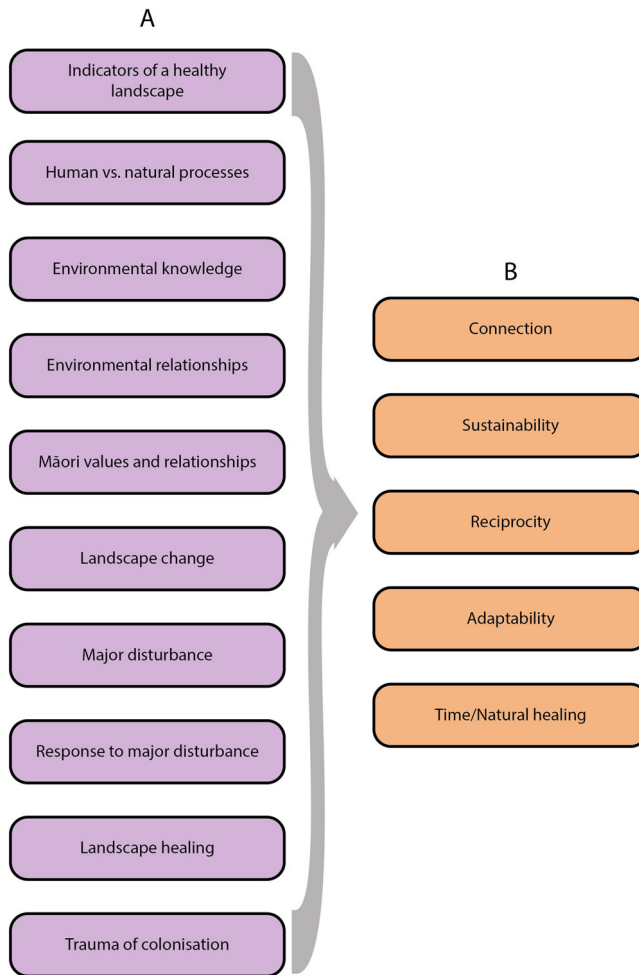 A
Indicators of a healthy
landscape
Human vs. natural processes
Environmental knowledge
Environmental relationships
Māori values and relationships
Landscape change
Major disturbance
Response to major disturbance
Landscape healing
Trauma of colonisation
B
Connection
Sustainability
Reciprocity
Adaptability
Time/Natural healing